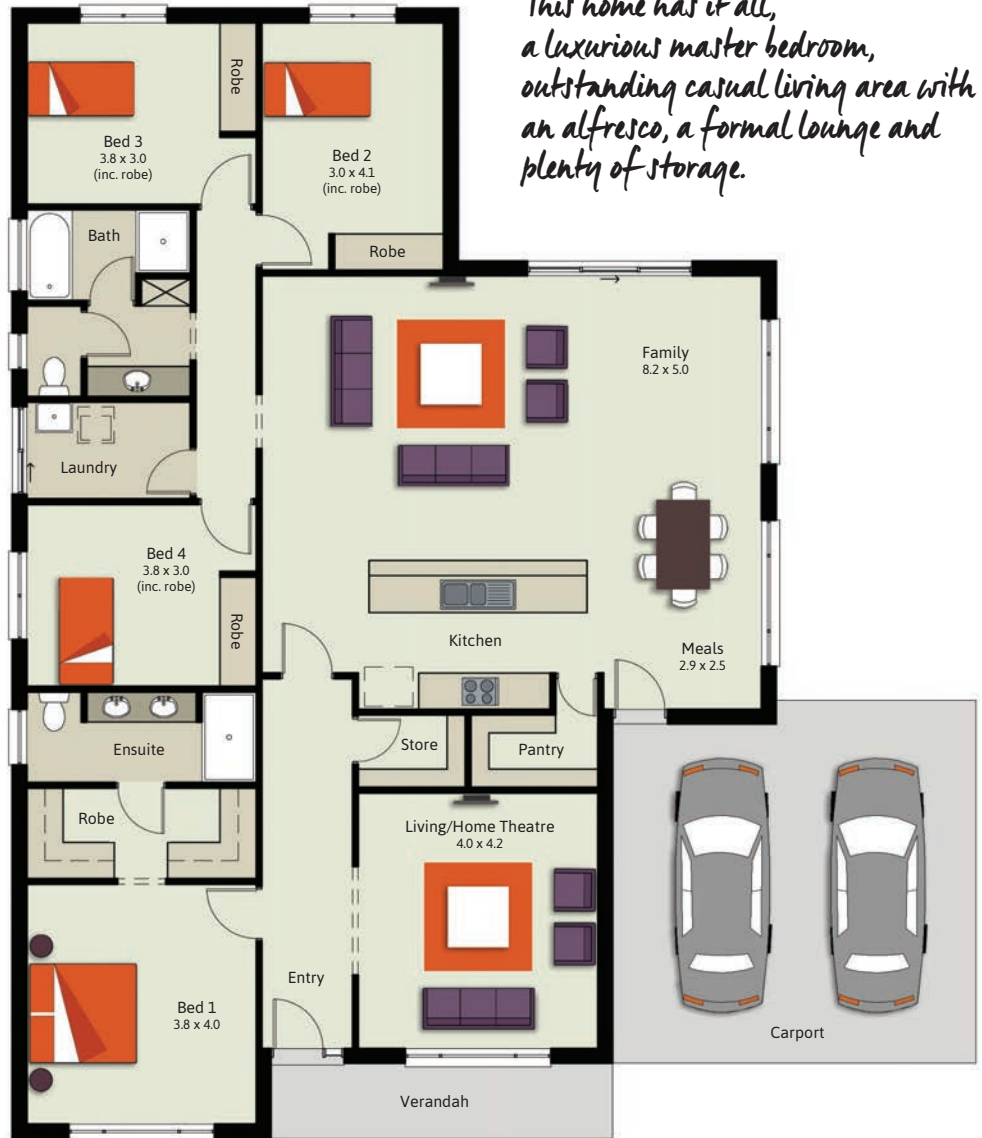 This home has it all,
a luxurious master bedroom,
outstanding casual living area with
an alfresco, a formal lounge and
plenty of storage.
Robe
Bed 3
3.8 x 3.0
(inc. robe)
Bed 2
3.0 x 4.1
(inc. robe)
Bath
Robe
Family
8.2 x 5.0
Laundry
Bed 4
3.8 x 3.0
(inc. robe)
Robe
Kitchen
Meals
2.9 x 2.5
Ensuite
Store
Pantry
Robe
Living/Home Theatre
4.0 x 4.2
Entry
Bed 1
3.8 x 4.0
Carport
Verandah